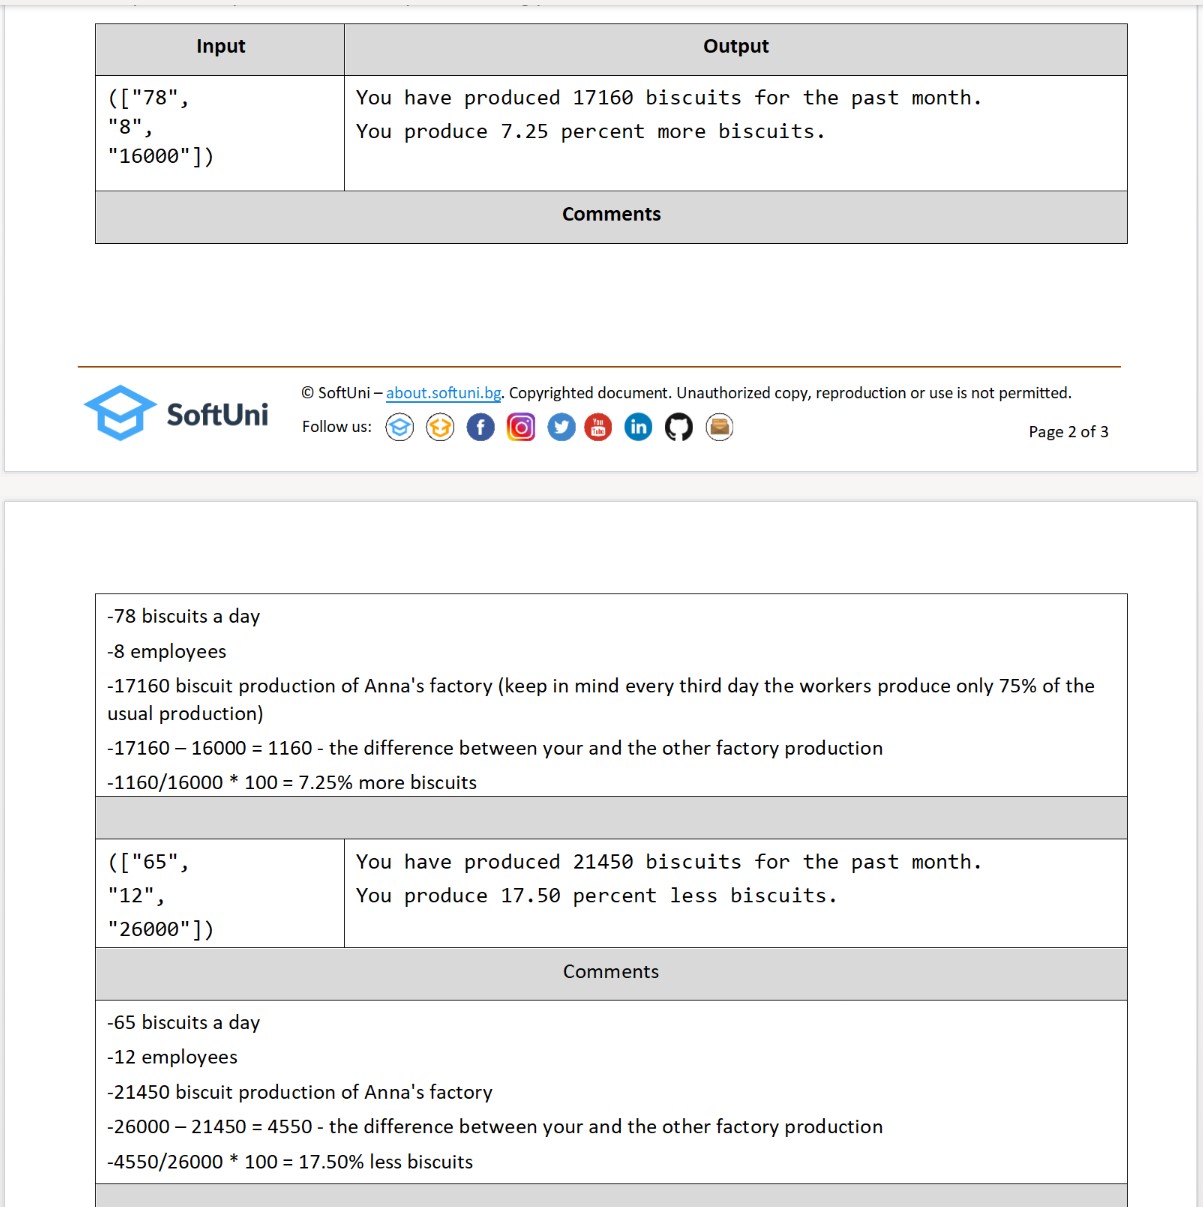 Input Output
(["78",
"8",
"16000"])
You have produced 17160 biscuits for the past month.
You produce 7.25 percent more biscuits.
Comments
SoftUni
© SoftUni – about.softuni.bg. Copyrighted document. Unauthorized copy, reproduction or use is not permitted.
Follow us:
You
Tube
Page 2 of 3
-78 biscuits a day
-8 employees
-17160 biscuit production of Anna's factory (keep in mind every third day the workers produce only 75% of the
usual production)
-17160 – 16000 = 1160 - the difference between your and the other factory production
-1160/16000 * 100 = 7.25% more biscuits
(["65",
"12",
"26000"])
You have produced 21450 biscuits for the past month.
You produce 17.50 percent less biscuits.
Comments
-65 biscuits a day
-12 employees
-21450 biscuit production of Anna's factory
-26000 – 21450 = 4550 - the difference between your and the other factory production
-4550/26000 * 100 = 17.50% less biscuits